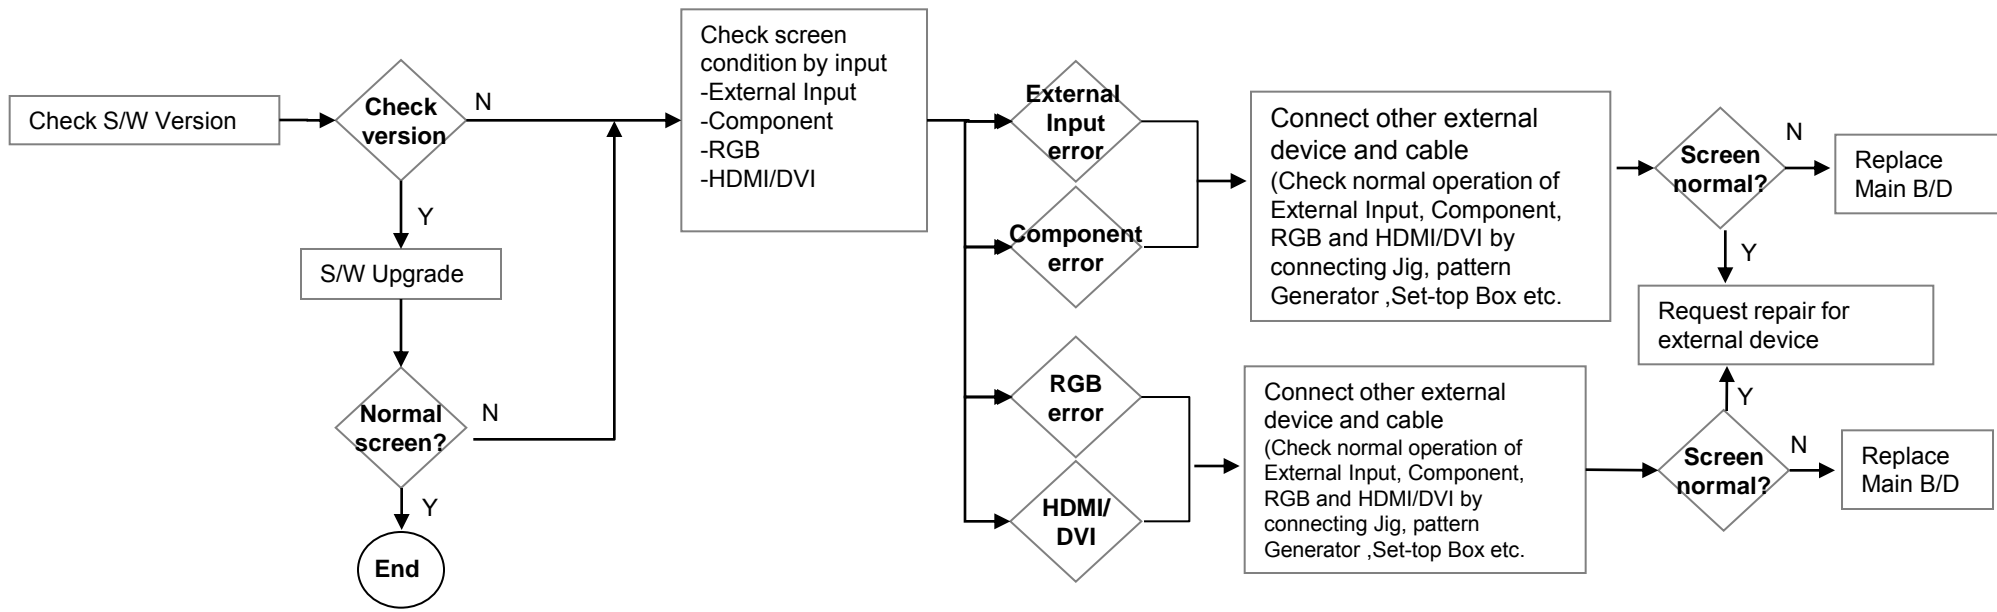 Check S/W Version
Check
version
N
Y
S/W Upgrade
Normal
screen?
N
Y
End
Check screen
condition by input
-External Input
-Component
-RGB
-HDMI/DVI
External
Input
error
Component
error
RGB
error
HDMI/
DVI
Connect other external
device and cable
(Check normal operation of
External Input, Component,
RGB and HDMI/DVI by
connecting Jig, pattern
Generator ,Set-top Box etc.
Connect other external
device and cable
(Check normal operation of
External Input, Component,
RGB and HDMI/DVI by
connecting Jig, pattern
Generator ,Set-top Box etc.
Screen
normal?
N
Replace
Main B/D
Y
Request repair for
external device
Y
Screen
normal?
N
Replace
Main B/D